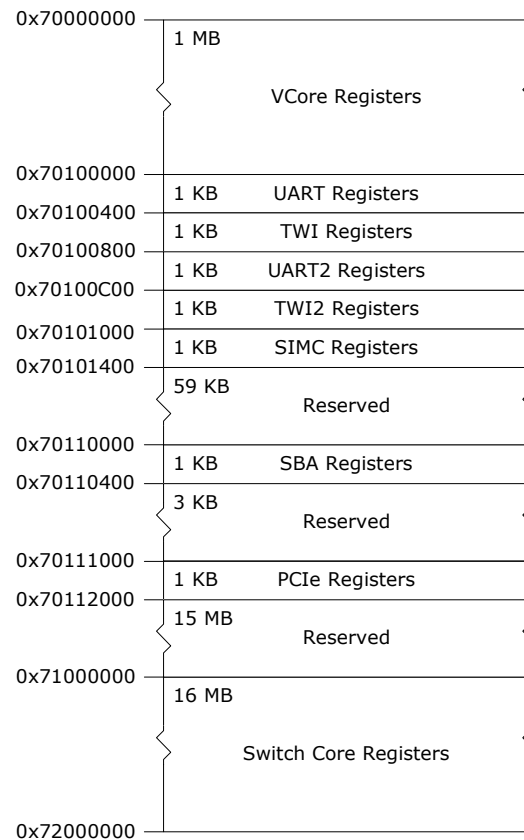 0x70000000
1 MB
VCore Registers
0x70100000
1 KB UART Registers
0x70100400
1 KB TWI Registers
0x70100800
1 KB UART2 Registers
0x70100C00
1 KB TWI2 Registers
0x70101000
1 KB SIMC Registers
0x70101400
59 KB
Reserved
0x70110000
1 KB SBA Registers
0x70110400
3 KB
Reserved
0x70111000
1 KB PCIe Registers
0x70112000
15 MB
Reserved
0x71000000
16 MB
Switch Core Registers
0x72000000